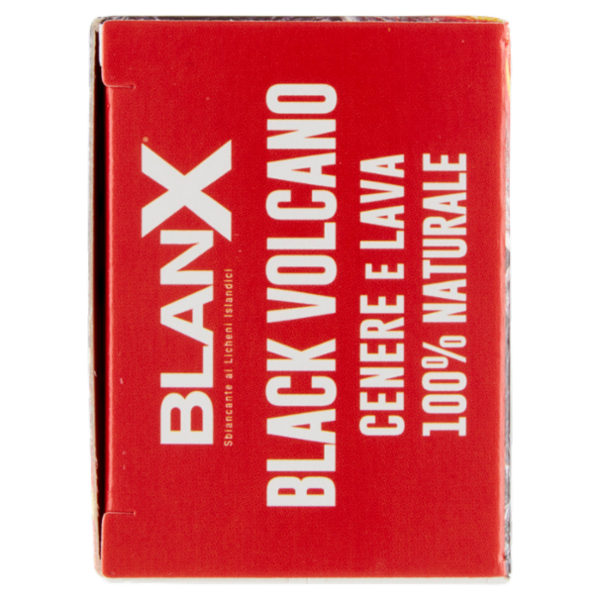 BLANX®
Sbiancante ai Licheni Islandici
BLACK VOLCANO
CENERE E LAVA
100% NATURALE